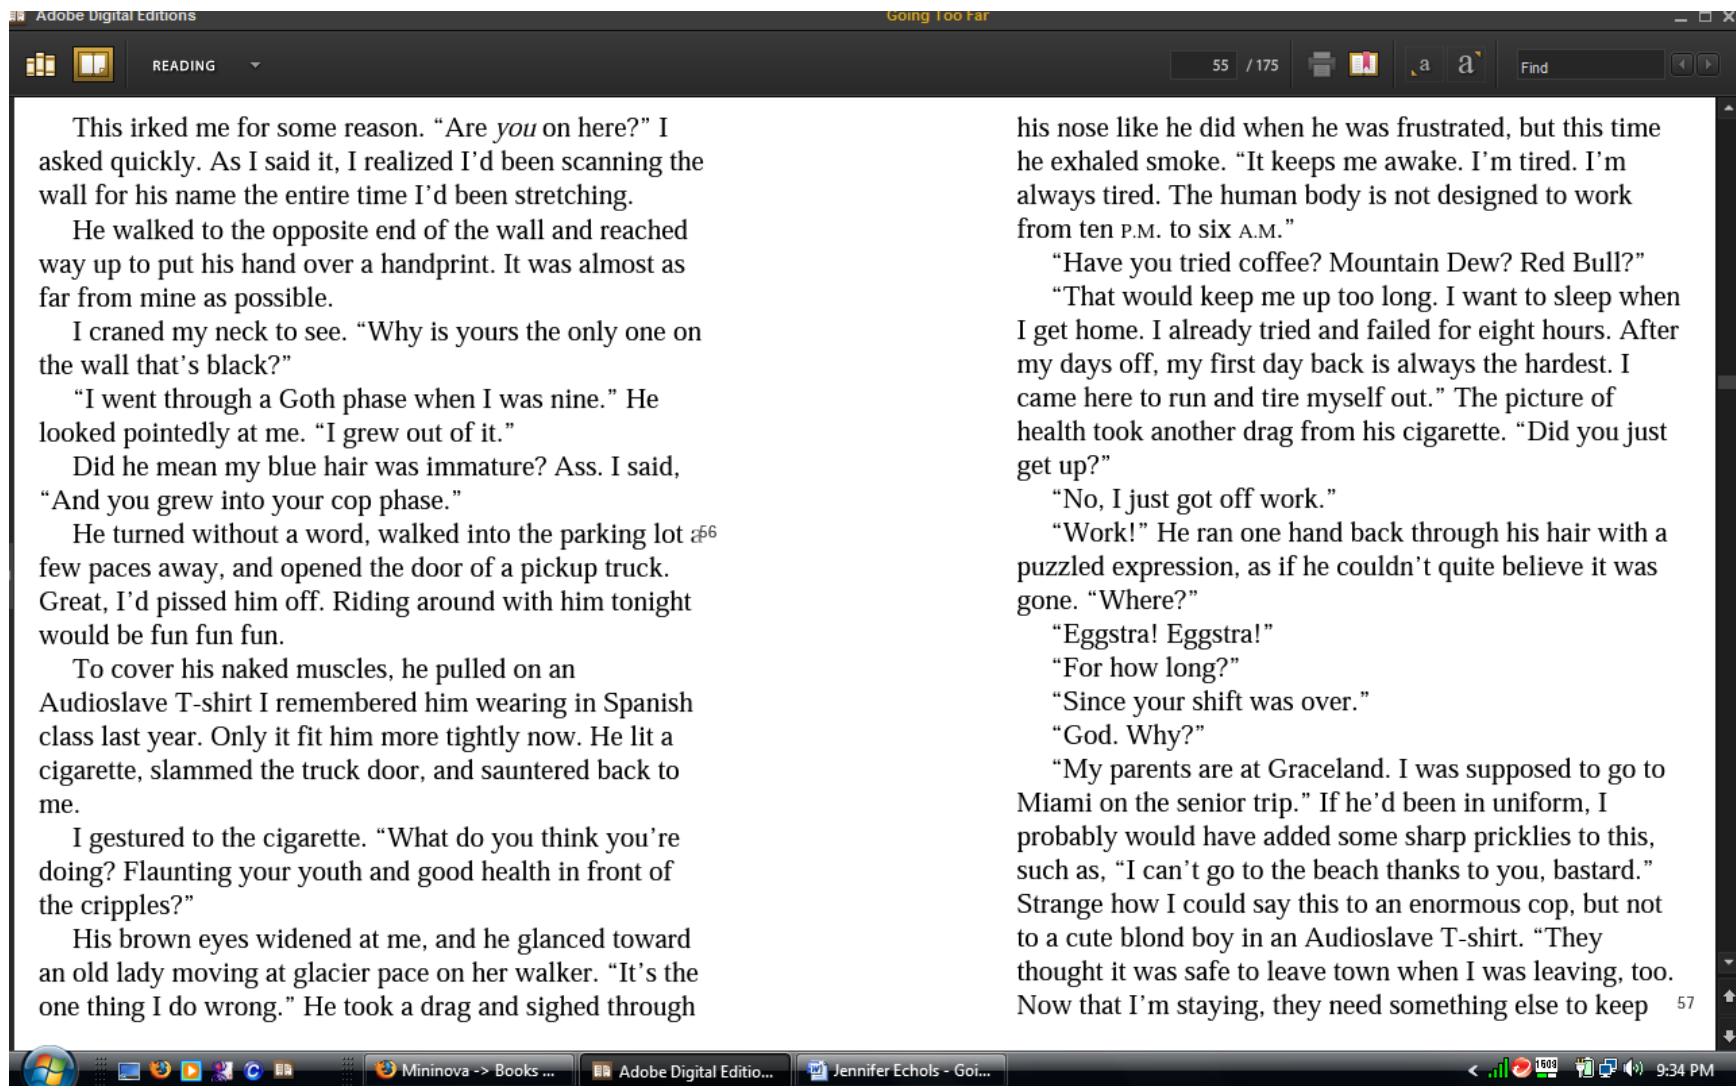 Adobe Digital Editions
Going Too Far
READING
55 / 175
a
a
Find
This irked me for some reason. “Are you on here?” I
asked quickly. As I said it, I realized I’d been scanning the
wall for his name the entire time I’d been stretching.
He walked to the opposite end of the wall and reached
way up to put his hand over a handprint. It was almost as
far from mine as possible.
I craned my neck to see. “Why is yours the only one on
the wall that’s black?”
“I went through a Goth phase when I was nine.” He
looked pointedly at me. “I grew out of it.”
Did he mean my blue hair was immature? Ass. I said,
“And you grew into your cop phase.”
He turned without a word, walked into the parking lot a 56
few paces away, and opened the door of a pickup truck.
Great, I’d pissed him off. Riding around with him tonight
would be fun fun fun.
To cover his naked muscles, he pulled on an
Audioslave T-shirt I remembered him wearing in Spanish
class last year. Only it fit him more tightly now. He lit a
cigarette, slammed the truck door, and sauntered back to
me.
I gestured to the cigarette. “What do you think you’re
doing? Flaunting your youth and good health in front of
the cripples?”
His brown eyes widened at me, and he glanced toward
an old lady moving at glacier pace on her walker. “It’s the
one thing I do wrong.” He took a drag and sighed through
his nose like he did when he was frustrated, but this time
he exhaled smoke. “It keeps me awake. I’m tired. I’m
always tired. The human body is not designed to work
from ten P.M. to six A.M.”
“Have you tried coffee? Mountain Dew? Red Bull?”
“That would keep me up too long. I want to sleep when
I get home. I already tried and failed for eight hours. After
my days off, my first day back is always the hardest. I
came here to run and tire myself out.” The picture of
health took another drag from his cigarette. “Did you just
get up?”
“No, I just got off work.”
“Work!” He ran one hand back through his hair with a
puzzled expression, as if he couldn’t quite believe it was
gone. “Where?”
“Eggstra! Eggstra!”
“For how long?”
“Since your shift was over.”
“God. Why?”
“My parents are at Graceland. I was supposed to go to
Miami on the senior trip.” If he’d been in uniform, I
probably would have added some sharp pricklies to this,
such as, “I can’t go to the beach thanks to you, bastard.”
Strange how I could say this to an enormous cop, but not
to a cute blond boy in an Audioslave T-shirt. “They
thought it was safe to leave town when I was leaving, too.
Now that I’m staying, they need something else to keep 57
Mininova -> Books ...
Adobe Digital Editio...
Jennifer Echols - Goi...
9:34 PM